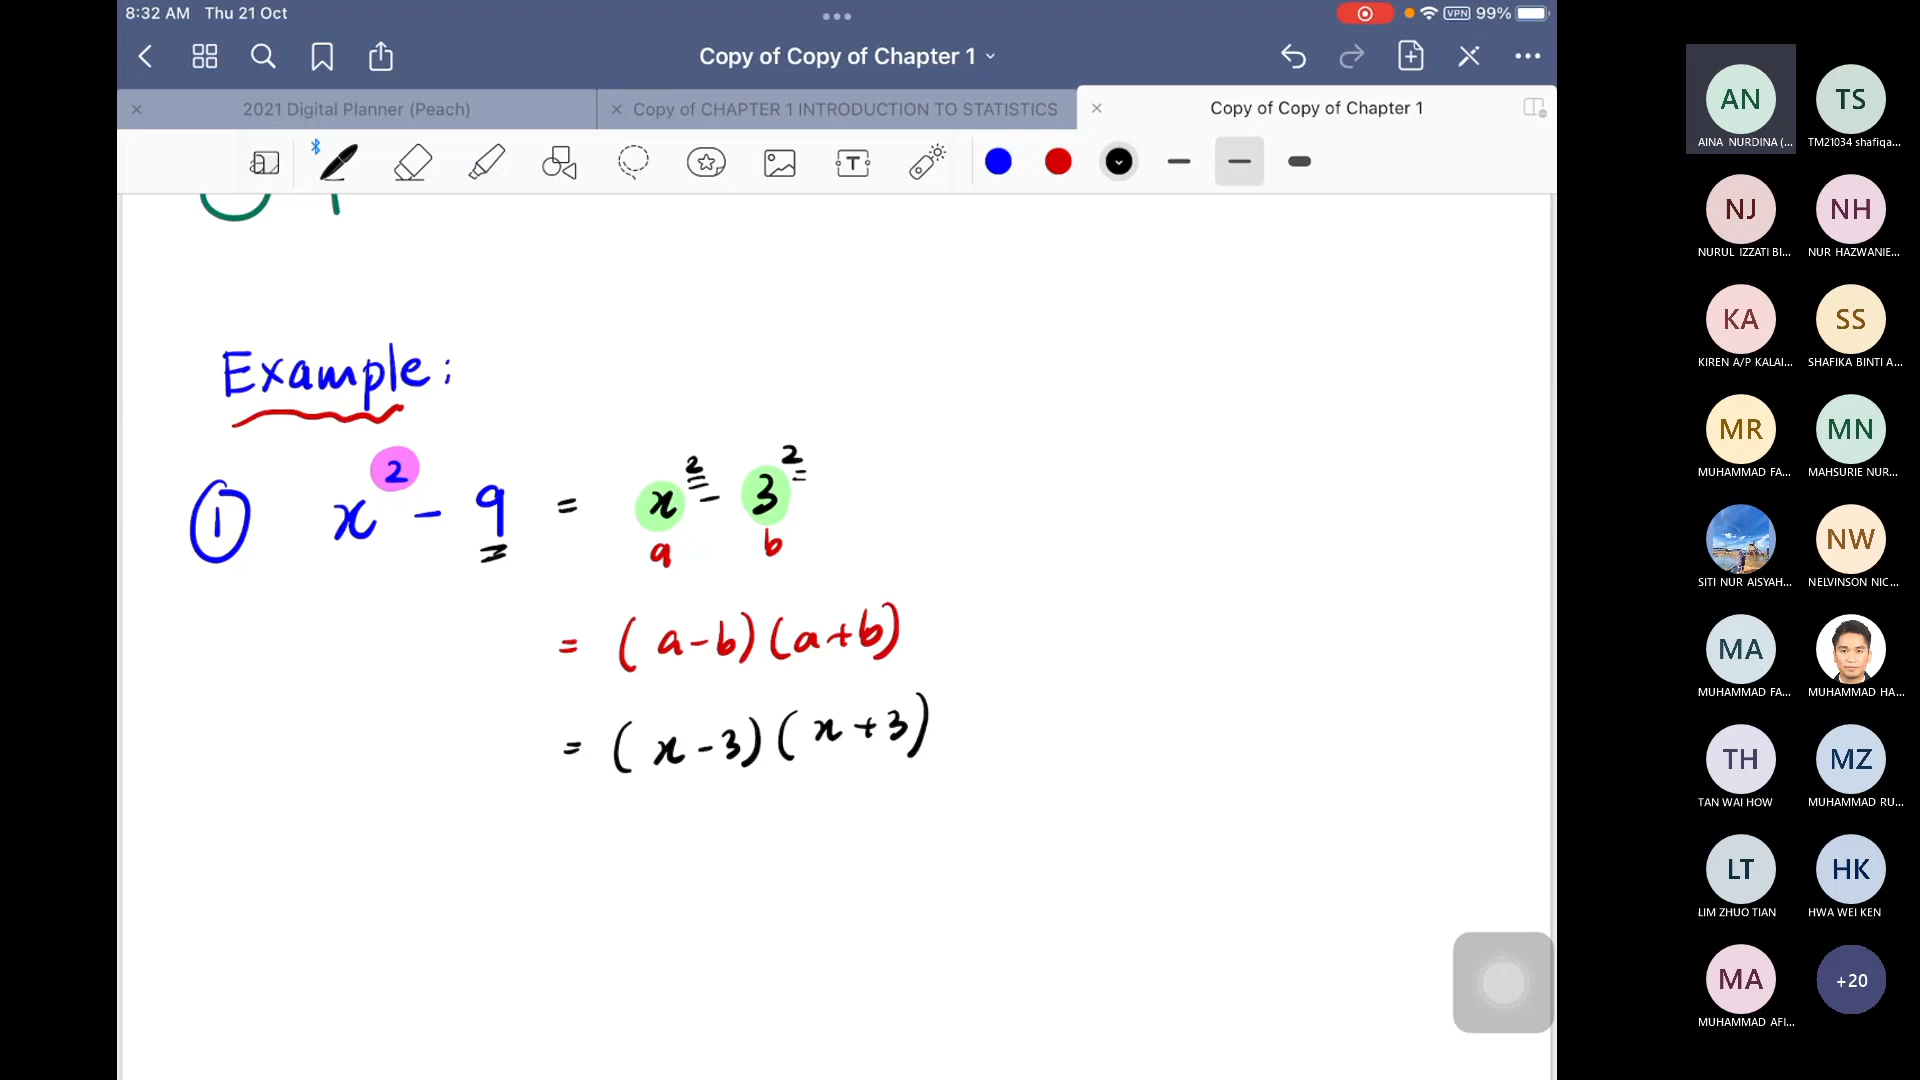 8:32 AM Thu 21 Oct
VPN 99%
Copy of Copy of Chapter 1
2021 Digital Planner (Peach)
Copy of CHAPTER 1 INTRODUCTION TO STATISTICS
Copy of Copy of Chapter 1
T
Example:
① x² - 9 = x² - 3²
a b
= (a-b)(a+b)
= (x-3)(x+3)
AN TS
AINA NURDINA (... TM21034 shafiqa...
NJ NH
NURUL IZZATI BI... NUR HAZWANIE...
KA SS
KIREN A/P KALAI... SHAFIKA BINTI A...
MR MN
MUHAMMAD FA... MAHSURIE NUR...
NW
SITI NUR AISYAH... NELVINSON NIC...
MA
MUHAMMAD FA... MUHAMMAD HA...
TH MZ
TAN WAI HOW MUHAMMAD RU...
LT HK
LIM ZHUO TIAN HWA WEI KEN
MA +20
MUHAMMAD AFI...